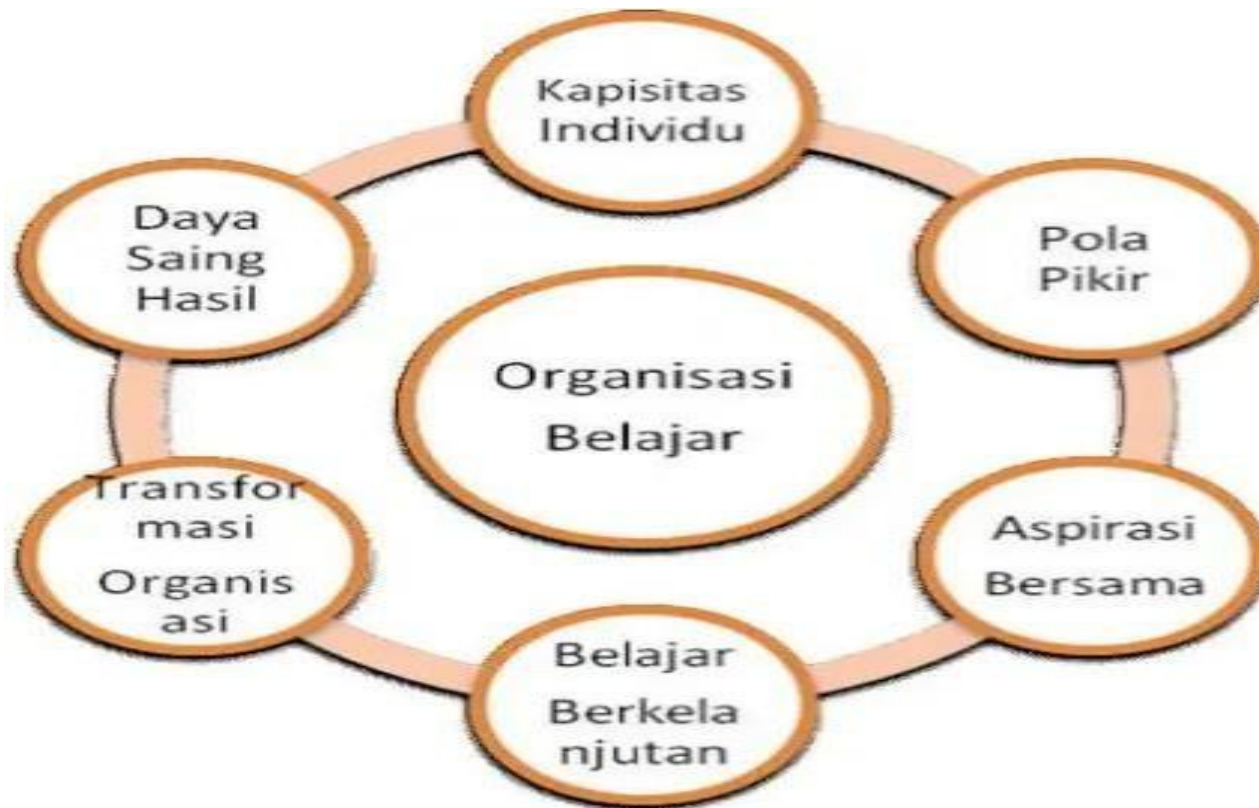 Kapisitas
Individu
Pola
Pikir
Aspirasi
Bersama
Belajar
Berkela
njutan
Transfor
masi
Organis
asi
Daya
Saing
Hasil
Organisasi
Belajar